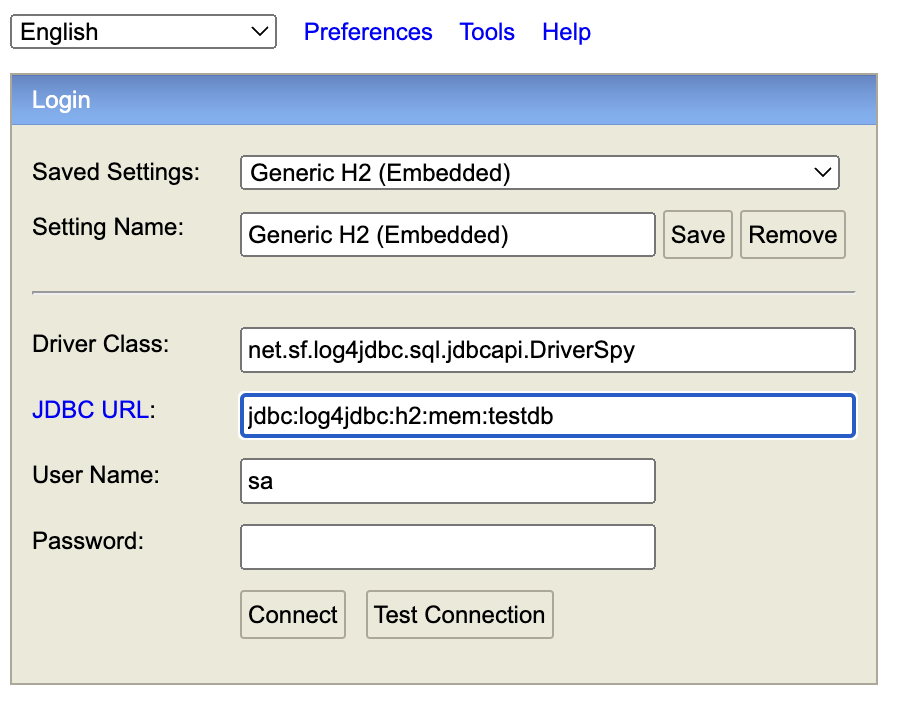 English Preferences Tools Help
Login
Saved Settings: Generic H2 (Embedded)
Setting Name: Generic H2 (Embedded) Save Remove
Driver Class: net.sf.log4jdbc.sql.jdbcapi.DriverSpy
JDBC URL: jdbc:log4jdbc:h2:mem:testdb
User Name: sa
Password:
Connect Test Connection